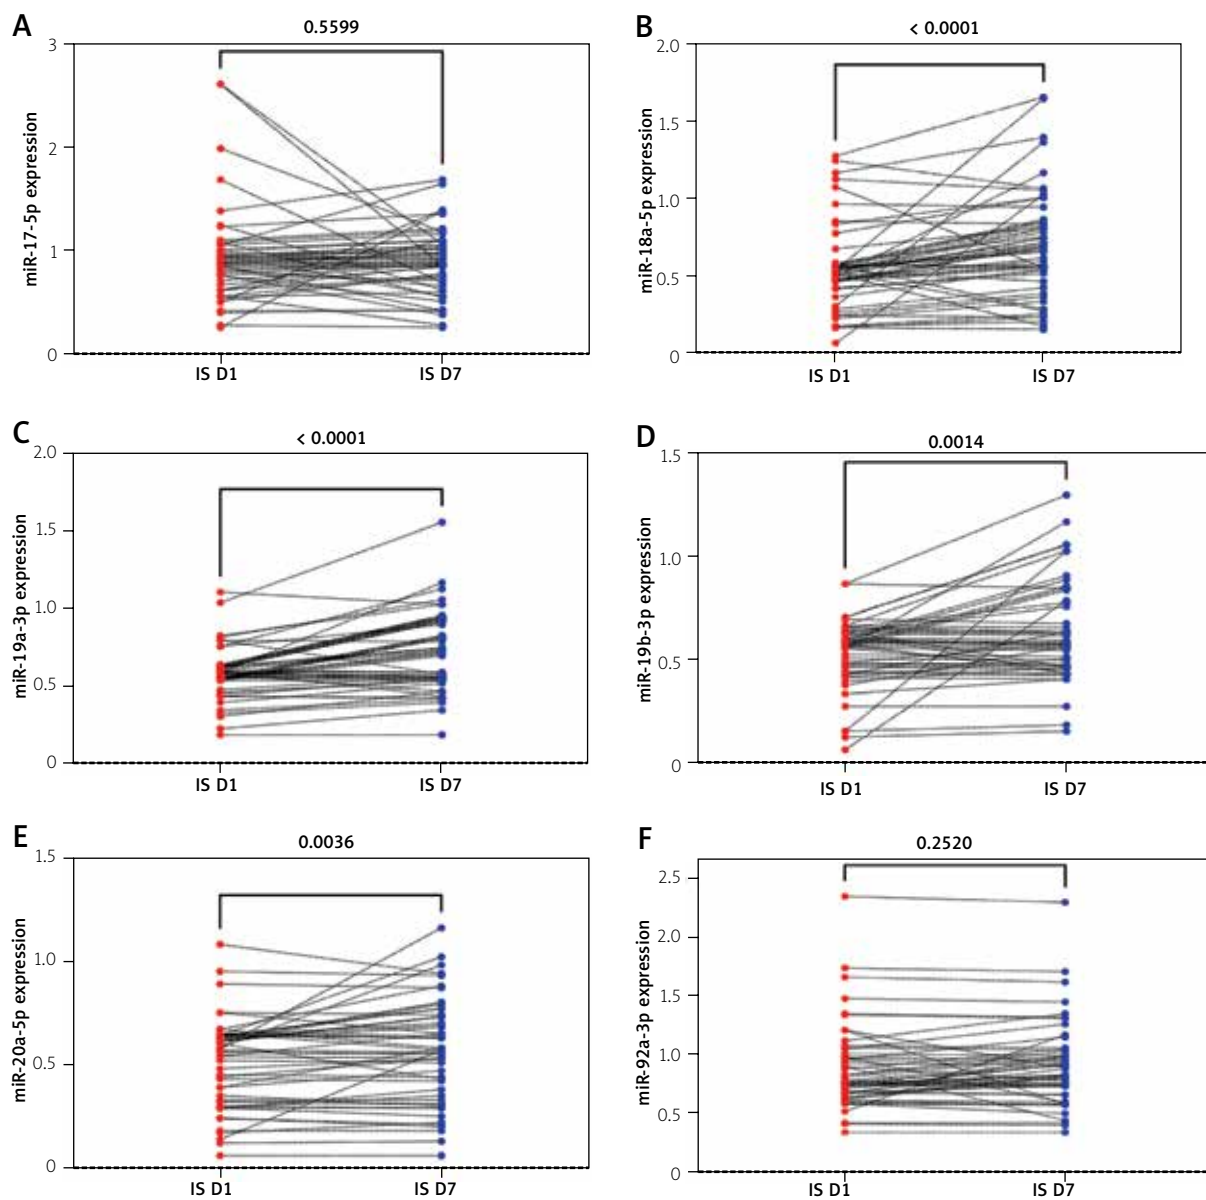 A
0.5599
3
2
1
0
miR-17-5p expression
IS D1
IS D7
B
< 0.0001
2.0
1.5
1.0
0.5
0
miR-18a-5p expression
IS D1
IS D7
C
< 0.0001
2.0
1.5
1.0
0.5
0
miR-19a-3p expression
IS D1
IS D7
D
0.0014
1.5
1.0
0.5
0
miR-19b-3p expression
IS D1
IS D7
E
0.0036
1.5
1.0
0.5
0
miR-20a-5p expression
IS D1
IS D7
F
0.2520
2.5
2.0
1.5
1.0
0.5
0
miR-92a-3p expression
IS D1
IS D7